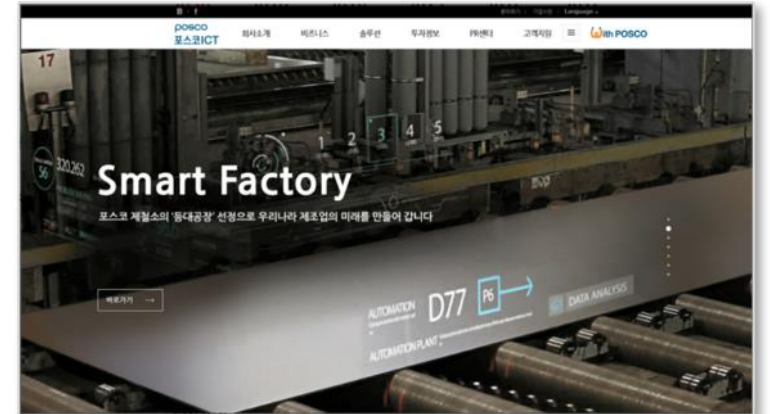 posco
포스코ICT
회사소개 비즈니스 솔루션 투자정보 PR센터 고객지원
With POSCO
Language
17
1 2 3 4 5
320,262
56
Smart Factory
포스코 제철소의 '등대공장' 선정으로 우리나라 제조업의 미래를 만들어 갑니다
바로가기 →
AUTOMATION
D77
P6
DATA ANALYSIS
AUTOMATION PLANT